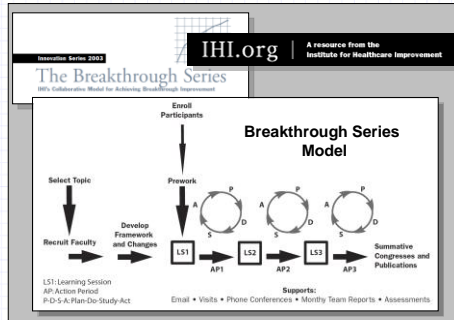 Innovation Series 2003
IHI.org | A resource from the
Institute for Healthcare Improvement
The Breakthrough Series
IHI's Collaborative Model for Achieving Breakthrough Improvement
Breakthrough Series
Model
Enroll
Participants
Select Topic
Prework
P
A
D
S
P
A
D
S
P
A
D
S
Recruit Faculty
Develop
Framework
and Changes
LS1
LS2
LS3
Summative
Congresses and
Publications
AP1
AP2
AP3
LS1: Learning Session
AP: Action Period
P-D-S-A: Plan-Do-Study-Act
Supports:
Email • Visits • Phone Conferences • Monthy Team Reports • Assessments